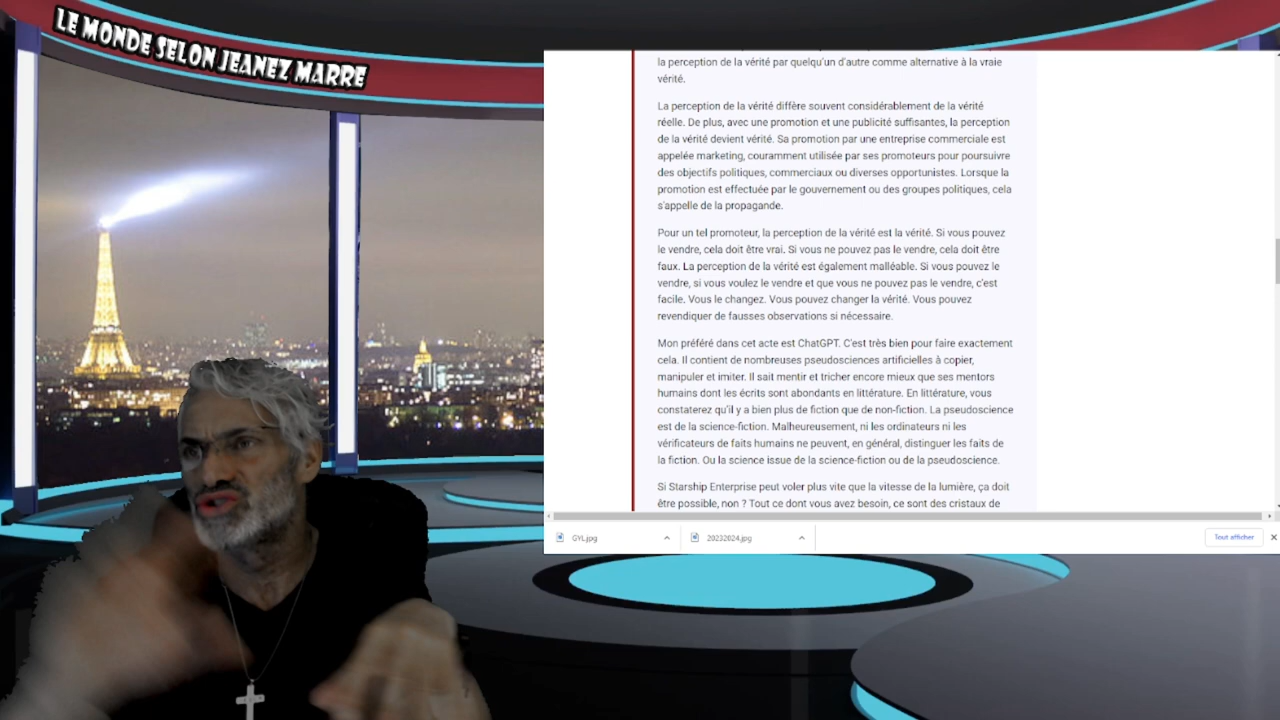 LE MONDE SELON JEANEZ MARRE
la perception de la vérité par quelqu'un d'autre comme alternative à la vraie
vérité.
La perception de la vérité diffère souvent considérablement de la vérité
réelle. De plus, avec une promotion et une publicité suffisantes, la perception
de la vérité devient vérité. Sa promotion par une entreprise commerciale est
appelée marketing, couramment utilisée par ses promoteurs pour poursuivre
des objectifs politiques, commerciaux ou diverses opportunistes. Lorsque la
promotion est effectuée par le gouvernement ou des groupes politiques, cela
s'appelle de la propagande.
Pour un tel promoteur, la perception de la vérité est la vérité. Si vous pouvez
le vendre, cela doit être vrai. Si vous ne pouvez pas le vendre, cela doit être
faux. La perception de la vérité est également malléable. Si vous pouvez le
vendre, si vous voulez le vendre et que vous ne pouvez pas le vendre, c'est
facile. Vous le changez. Vous pouvez changer la vérité. Vous pouvez
revendiquer de fausses observations si nécessaire.
Mon préféré dans cet acte est ChatGPT. C'est très bien pour faire exactement
cela. Il contient de nombreuses pseudosciences artificielles à copier,
manipuler et imiter. Il sait mentir et tricher encore mieux que ses mentors
humains dont les écrits sont abondants en littérature. En littérature, vous
constaterez qu'il y a bien plus de fiction que de non-fiction. La pseudoscience
est de la science-fiction. Malheureusement, ni les ordinateurs ni les
vérificateurs de faits humains ne peuvent, en général, distinguer les faits de
la fiction. Ou la science issue de la science-fiction ou de la pseudoscience.
Si Starship Enterprise peut voler plus vite que la vitesse de la lumière, ça doit
être possible, non ? Tout ce dont vous avez besoin, ce sont des cristaux de
GYL.jpg
20232024.jpg
Tout afficher